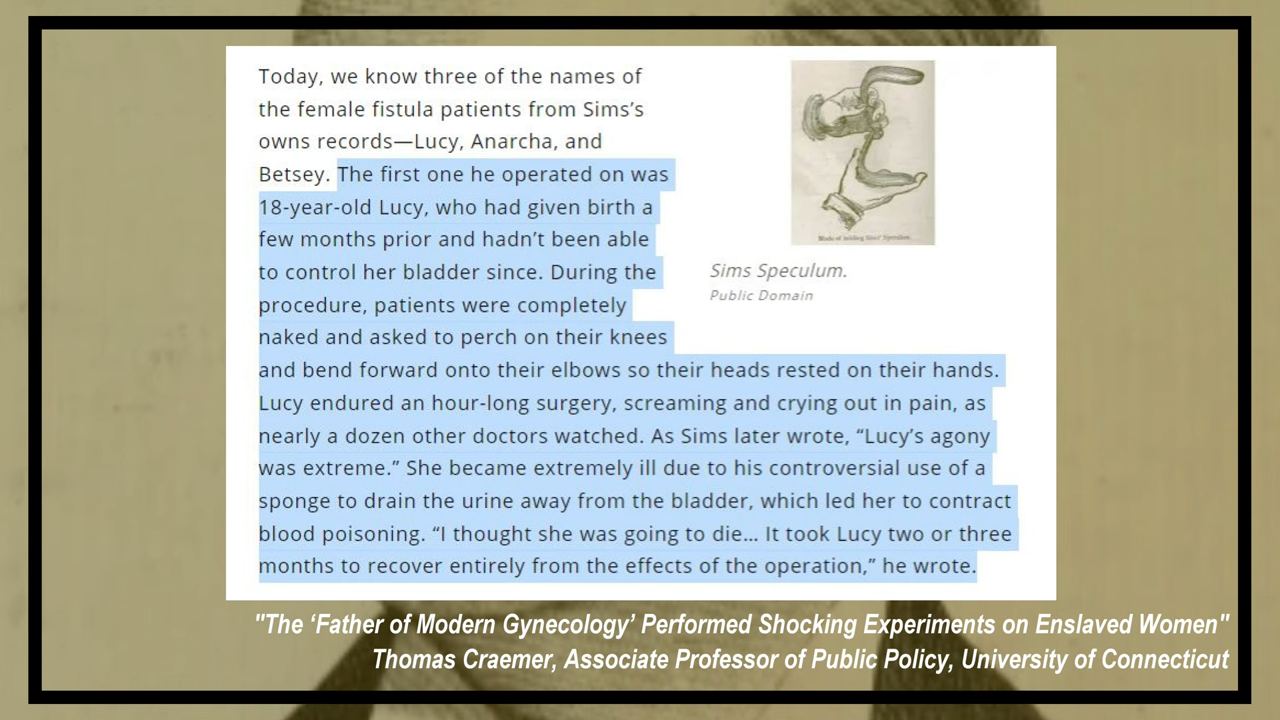 Today, we know three of the names of
the female fistula patients from Sims’s
owns records—Lucy, Anarcha, and
Betsey. The first one he operated on was
18-year-old Lucy, who had given birth a
few months prior and hadn’t been able
to control her bladder since. During the
procedure, patients were completely
naked and asked to perch on their knees
and bend forward onto their elbows so their heads rested on their hands.
Lucy endured an hour-long surgery, screaming and crying out in pain, as
nearly a dozen other doctors watched. As Sims later wrote, “Lucy’s agony
was extreme.” She became extremely ill due to his controversial use of a
sponge to drain the urine away from the bladder, which led her to contract
blood poisoning. “I thought she was going to die… It took Lucy two or three
months to recover entirely from the effects of the operation,” he wrote.
Mode of holding Sims' Speculum.
Sims Speculum.
Public Domain
"The ‘Father of Modern Gynecology’ Performed Shocking Experiments on Enslaved Women"
Thomas Craemer, Associate Professor of Public Policy, University of Connecticut